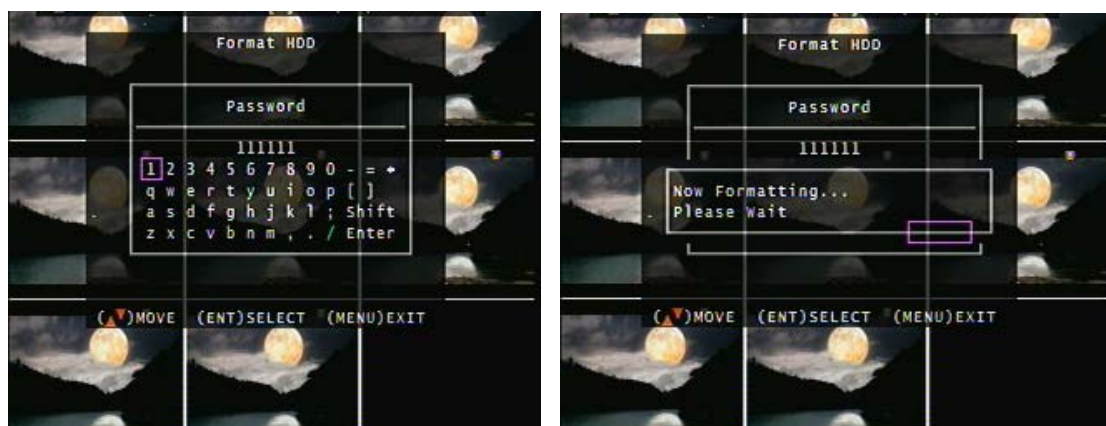 Format HDD
Password
111111
1 2 3 4 5 6 7 8 9 0 - = ←
q w e r t y u i o p [ ]
a s d f g h j k l ; Shift
z x c v b n m , . / Enter
(▲▼)MOVE (ENT)SELECT (MENU)EXIT
Format HDD
Password
111111
Now Formatting...
Please Wait
(▲▼)MOVE (ENT)SELECT (MENU)EXIT